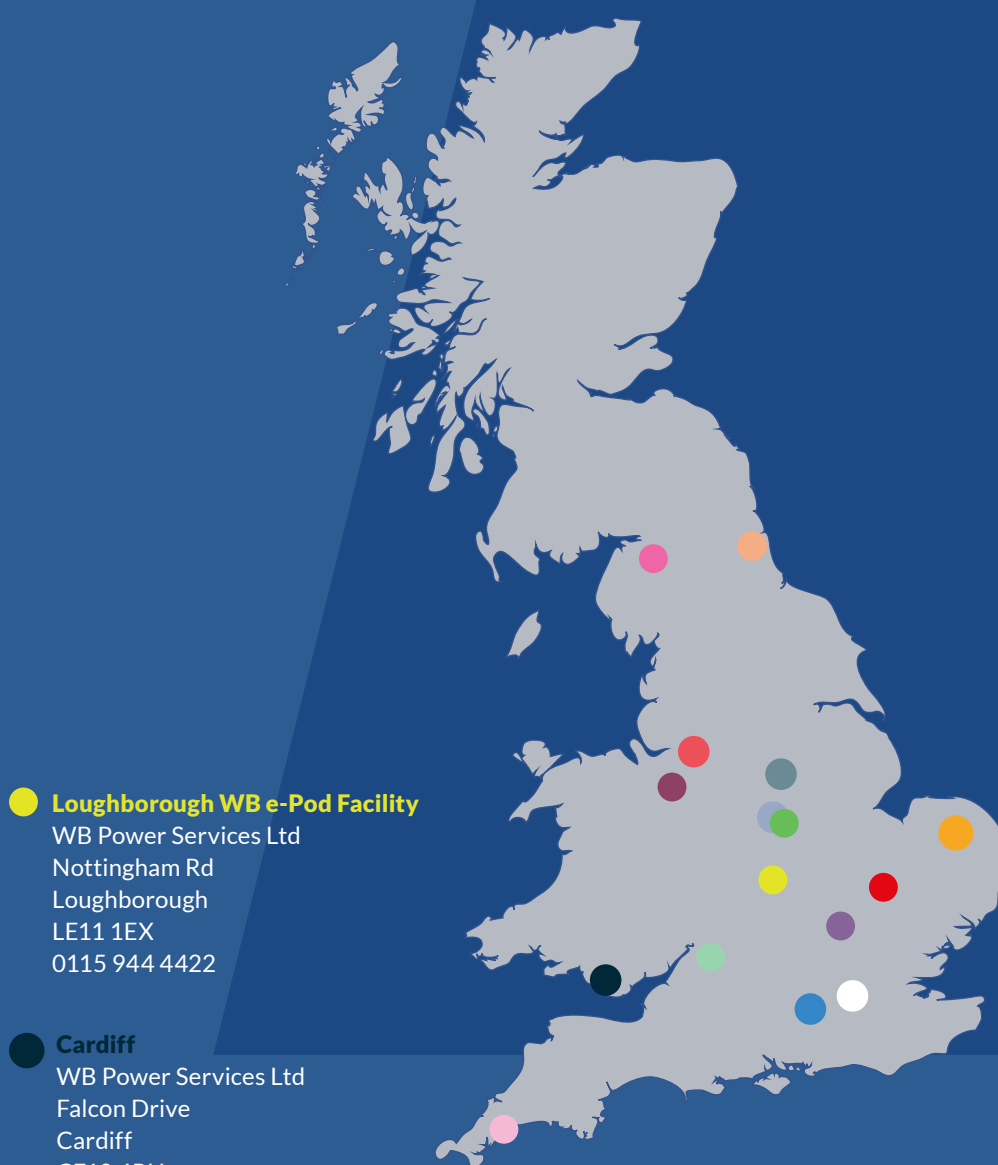 Loughborough WB e-Pod Facility
WB Power Services Ltd
Nottingham Rd
Loughborough
LE11 1EX
0115 944 4422
Cardiff
WB Power Services Ltd
Falcon Drive
Cardiff